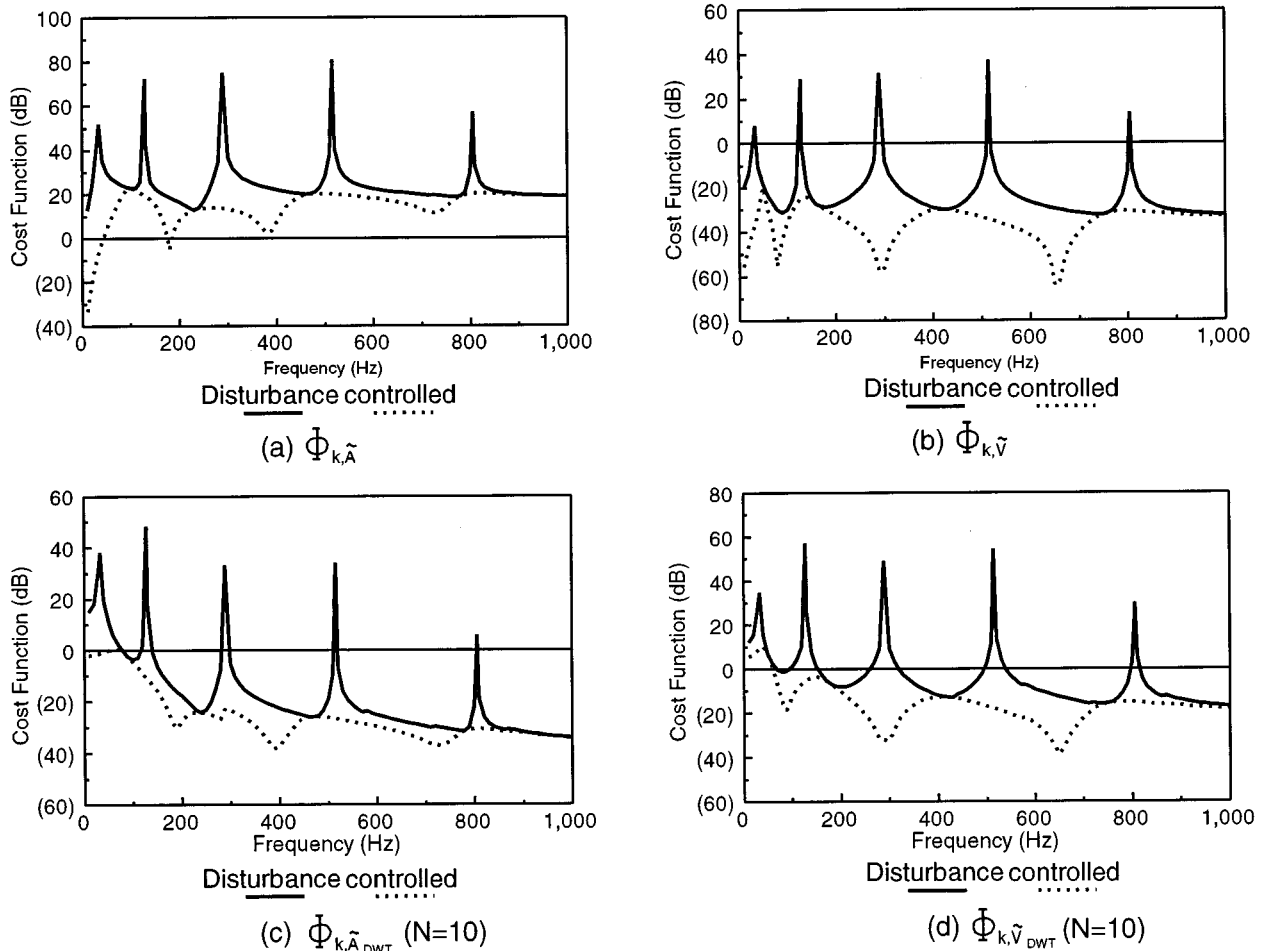 100
80
60
40
20
0
(20)
(40)
Cost Function (dB)
0 200 400 600 800 1,000
Frequency (Hz)
Disturbance controlled
(a) Φk,Ã
60
40
20
0
(20)
(40)
(60)
(80)
Cost Function (dB)
0 200 400 600 800 1,000
Frequency (Hz)
Disturbance controlled
(b) Φk,Ṽ
60
40
20
0
(20)
(40)
(60)
Cost Function (dB)
0 200 400 600 800 1,000
Frequency (Hz)
Disturbance controlled
(c) Φk,ÃDWT (N=10)
80
60
40
20
0
(20)
(40)
(60)
Cost Function (dB)
0 200 400 600 800 1,000
Frequency (Hz)
Disturbance controlled
(d) Φk,ṼDWT (N=10)